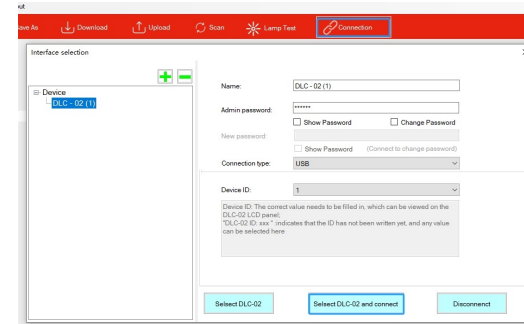 out
ave As Download Upload Scan Lamp Test Connection
Interface selection
Device
DLC - 02 (1)
Name: DLC - 02 (1)
Admin password: ******
Show Password Change Password
New password:
Show Password (Connect to change password)
Connection type: USB
Device ID: 1
Device ID: The correct value needs to be filled in, which can be viewed on the
DLC-02 LCD panel;
"DLC-02 ID: xxx " :indicates that the ID has not been written yet, and any value
can be selected here
Selsect DLC-02 Selsect DLC-02 and connect Disconnenct